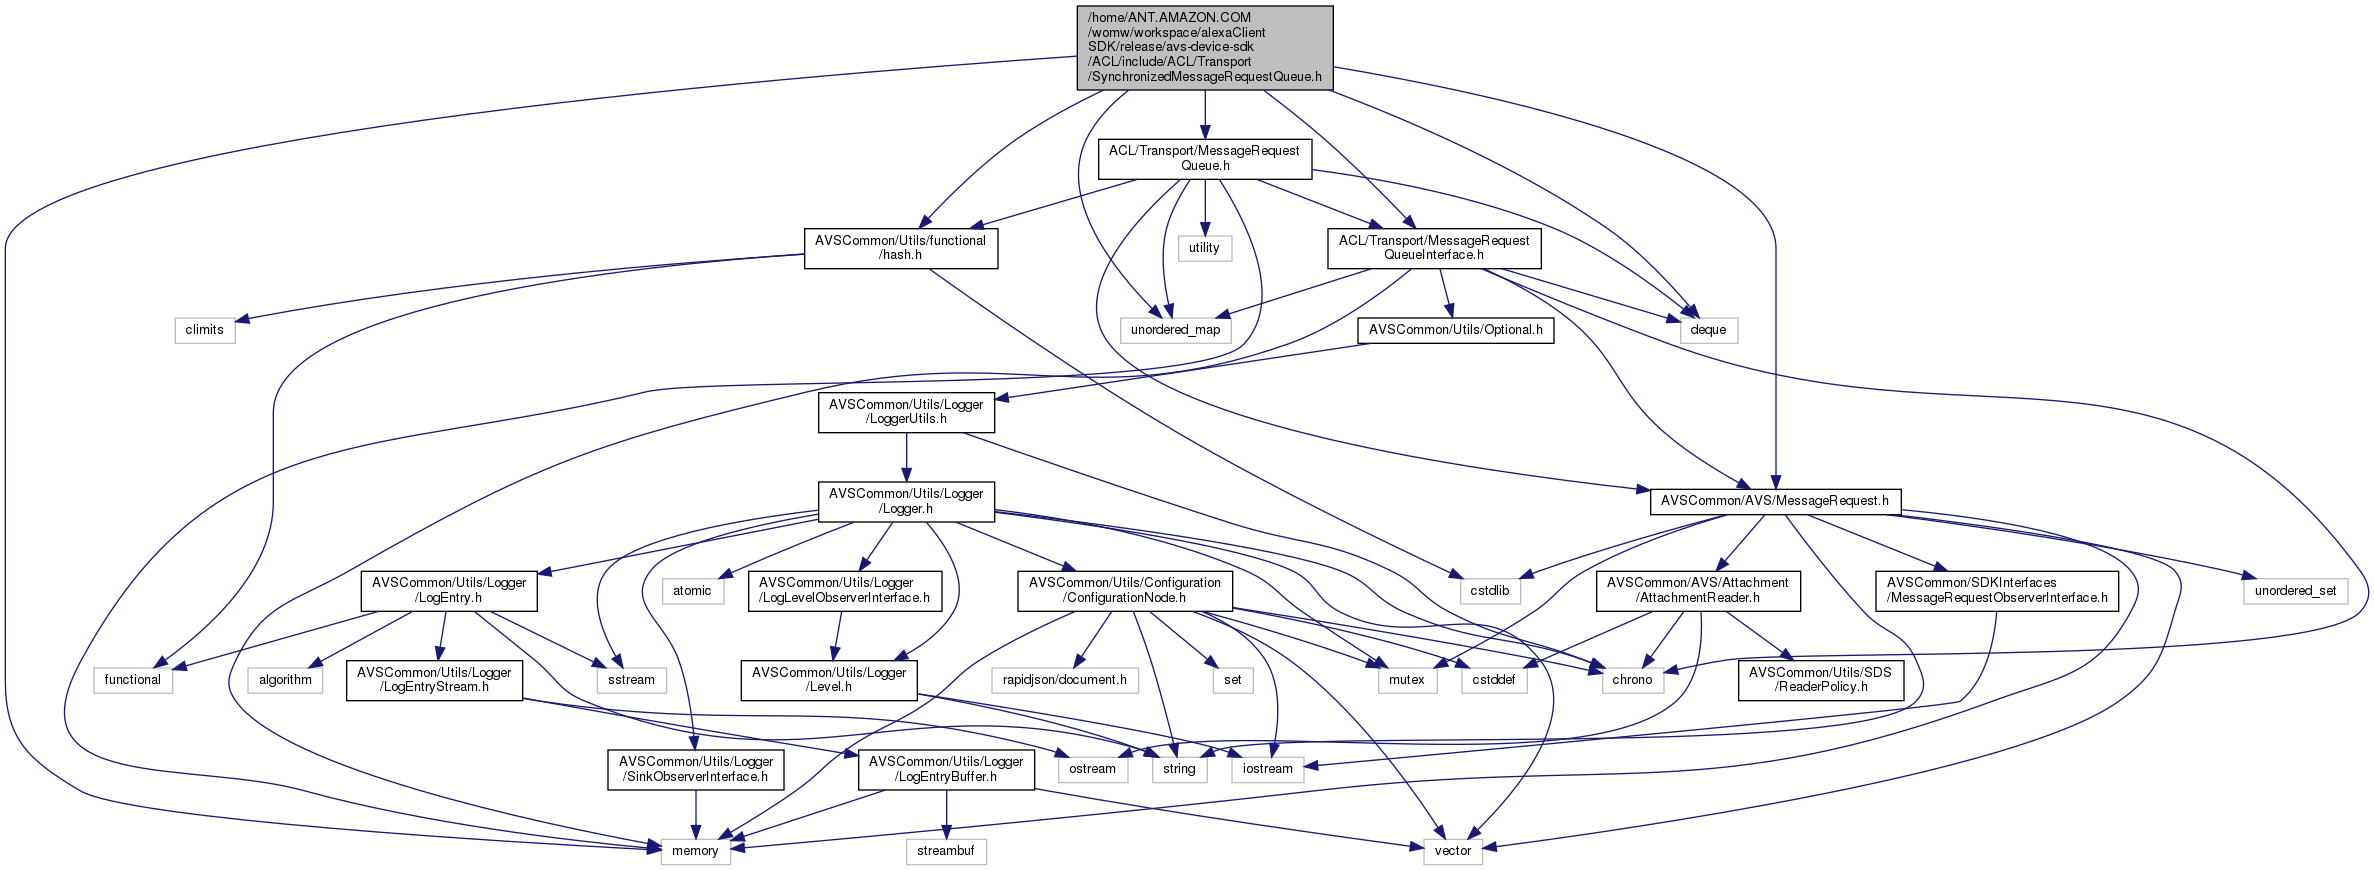 /home/ANT.AMAZON.COM
/womw/workspace/alexaClient
SDK/release/avs-device-sdk
/ACL/include/ACL/Transport
/SynchronizedMessageRequestQueue.h
ACL/Transport/MessageRequest
Queue.h
AVSCommon/Utils/functional
/hash.h
utility
ACL/Transport/MessageRequest
QueueInterface.h
climits
unordered_map
AVSCommon/Utils/Optional.h
deque
AVSCommon/Utils/Logger
/LoggerUtils.h
AVSCommon/Utils/Logger
/Logger.h
AVSCommon/AVS/MessageRequest.h
AVSCommon/Utils/Logger
/LogEntry.h
atomic
AVSCommon/Utils/Logger
/LogLevelObserverInterface.h
AVSCommon/Utils/Configuration
/ConfigurationNode.h
cstdlib
AVSCommon/AVS/Attachment
/AttachmentReader.h
AVSCommon/SDKInterfaces
/MessageRequestObserverInterface.h
unordered_set
functional
algorithm
AVSCommon/Utils/Logger
/LogEntryStream.h
sstream
AVSCommon/Utils/Logger
/Level.h
rapidjson/document.h
set
mutex
cstddef
chrono
AVSCommon/Utils/SDS
/ReaderPolicy.h
AVSCommon/Utils/Logger
/SinkObserverInterface.h
AVSCommon/Utils/Logger
/LogEntryBuffer.h
ostream
string
iostream
memory
streambuf
vector